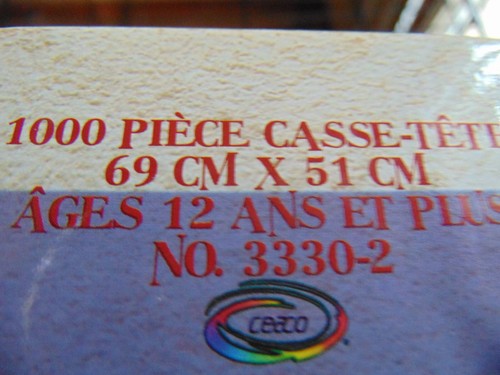 1000 PIÈCE CASSE-TÊTE
69 CM X 51 CM
ÂGES 12 ANS ET PLUS
NO. 3330-2
ceaco